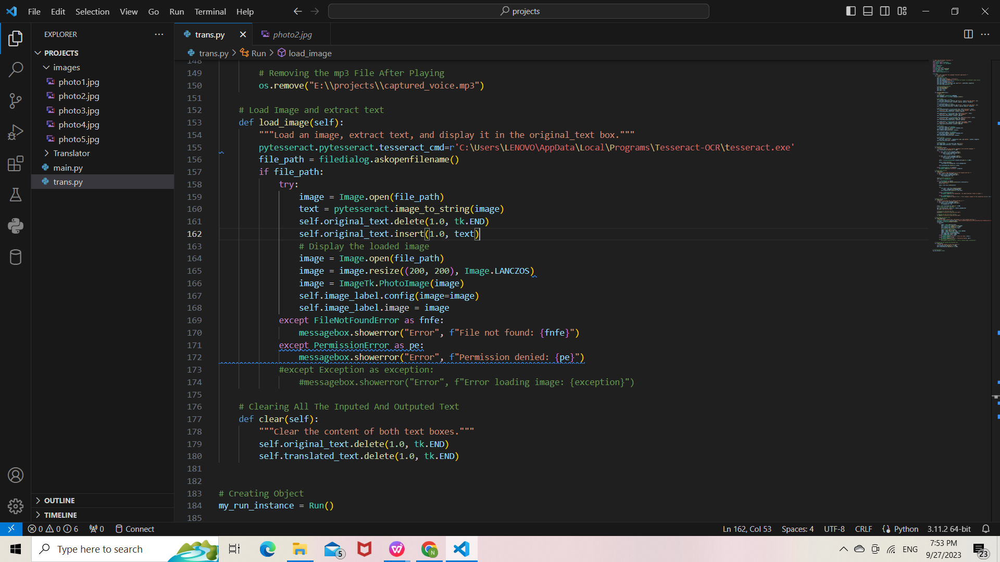 File Edit Selection View Go Run Terminal Help
projects
EXPLORER
trans.py
photo2.jpg
PROJECTS
images
photo1.jpg
photo2.jpg
photo3.jpg
photo4.jpg
photo5.jpg
Translator
main.py
trans.py
OUTLINE
TIMELINE
trans.py > Run > load_image
148
149 # Removing the mp3 File After Playing
150 os.remove("E:\\projects\\captured_voice.mp3")
151
152 # Load Image and extract text
153 def load_image(self):
154 """Load an image, extract text, and display it in the original_text box."""
155 pytesseract.pytesseract.tesseract_cmd=r'C:\Users\LENOVO\AppData\Local\Programs\Tesseract-OCR\tesseract.exe'
156 file_path = filedialog.askopenfilename()
157 if file_path:
158 try:
159 image = Image.open(file_path)
160 text = pytesseract.image_to_string(image)
161 self.original_text.delete(1.0, tk.END)
162 self.original_text.insert(1.0, text)
163 # Display the loaded image
164 image = Image.open(file_path)
165 image = image.resize((200, 200), Image.LANCZOS)
166 image = ImageTk.PhotoImage(image)
167 self.image_label.config(image=image)
168 self.image_label.image = image
169 except FileNotFoundError as fnfe:
170 messagebox.showerror("Error", f"File not found: {fnfe}")
171 except PermissionError as pe:
172 messagebox.showerror("Error", f"Permission denied: {pe}")
173 #except Exception as exception:
174 #messagebox.showerror("Error", f"Error loading image: {exception}")
175
176 # Clearing All The Inputed And Outputed Text
177 def clear(self):
178 """Clear the content of both text boxes."""
179 self.original_text.delete(1.0, tk.END)
180 self.translated_text.delete(1.0, tk.END)
181
182
183 # Creating Object
184 my_run_instance = Run()
185
0 0 6 0 Connect
Ln 162, Col 53 Spaces: 4 UTF-8 CRLF Python 3.11.2 64-bit
Type here to search
5
N
ENG
7:53 PM
9/27/2023
23